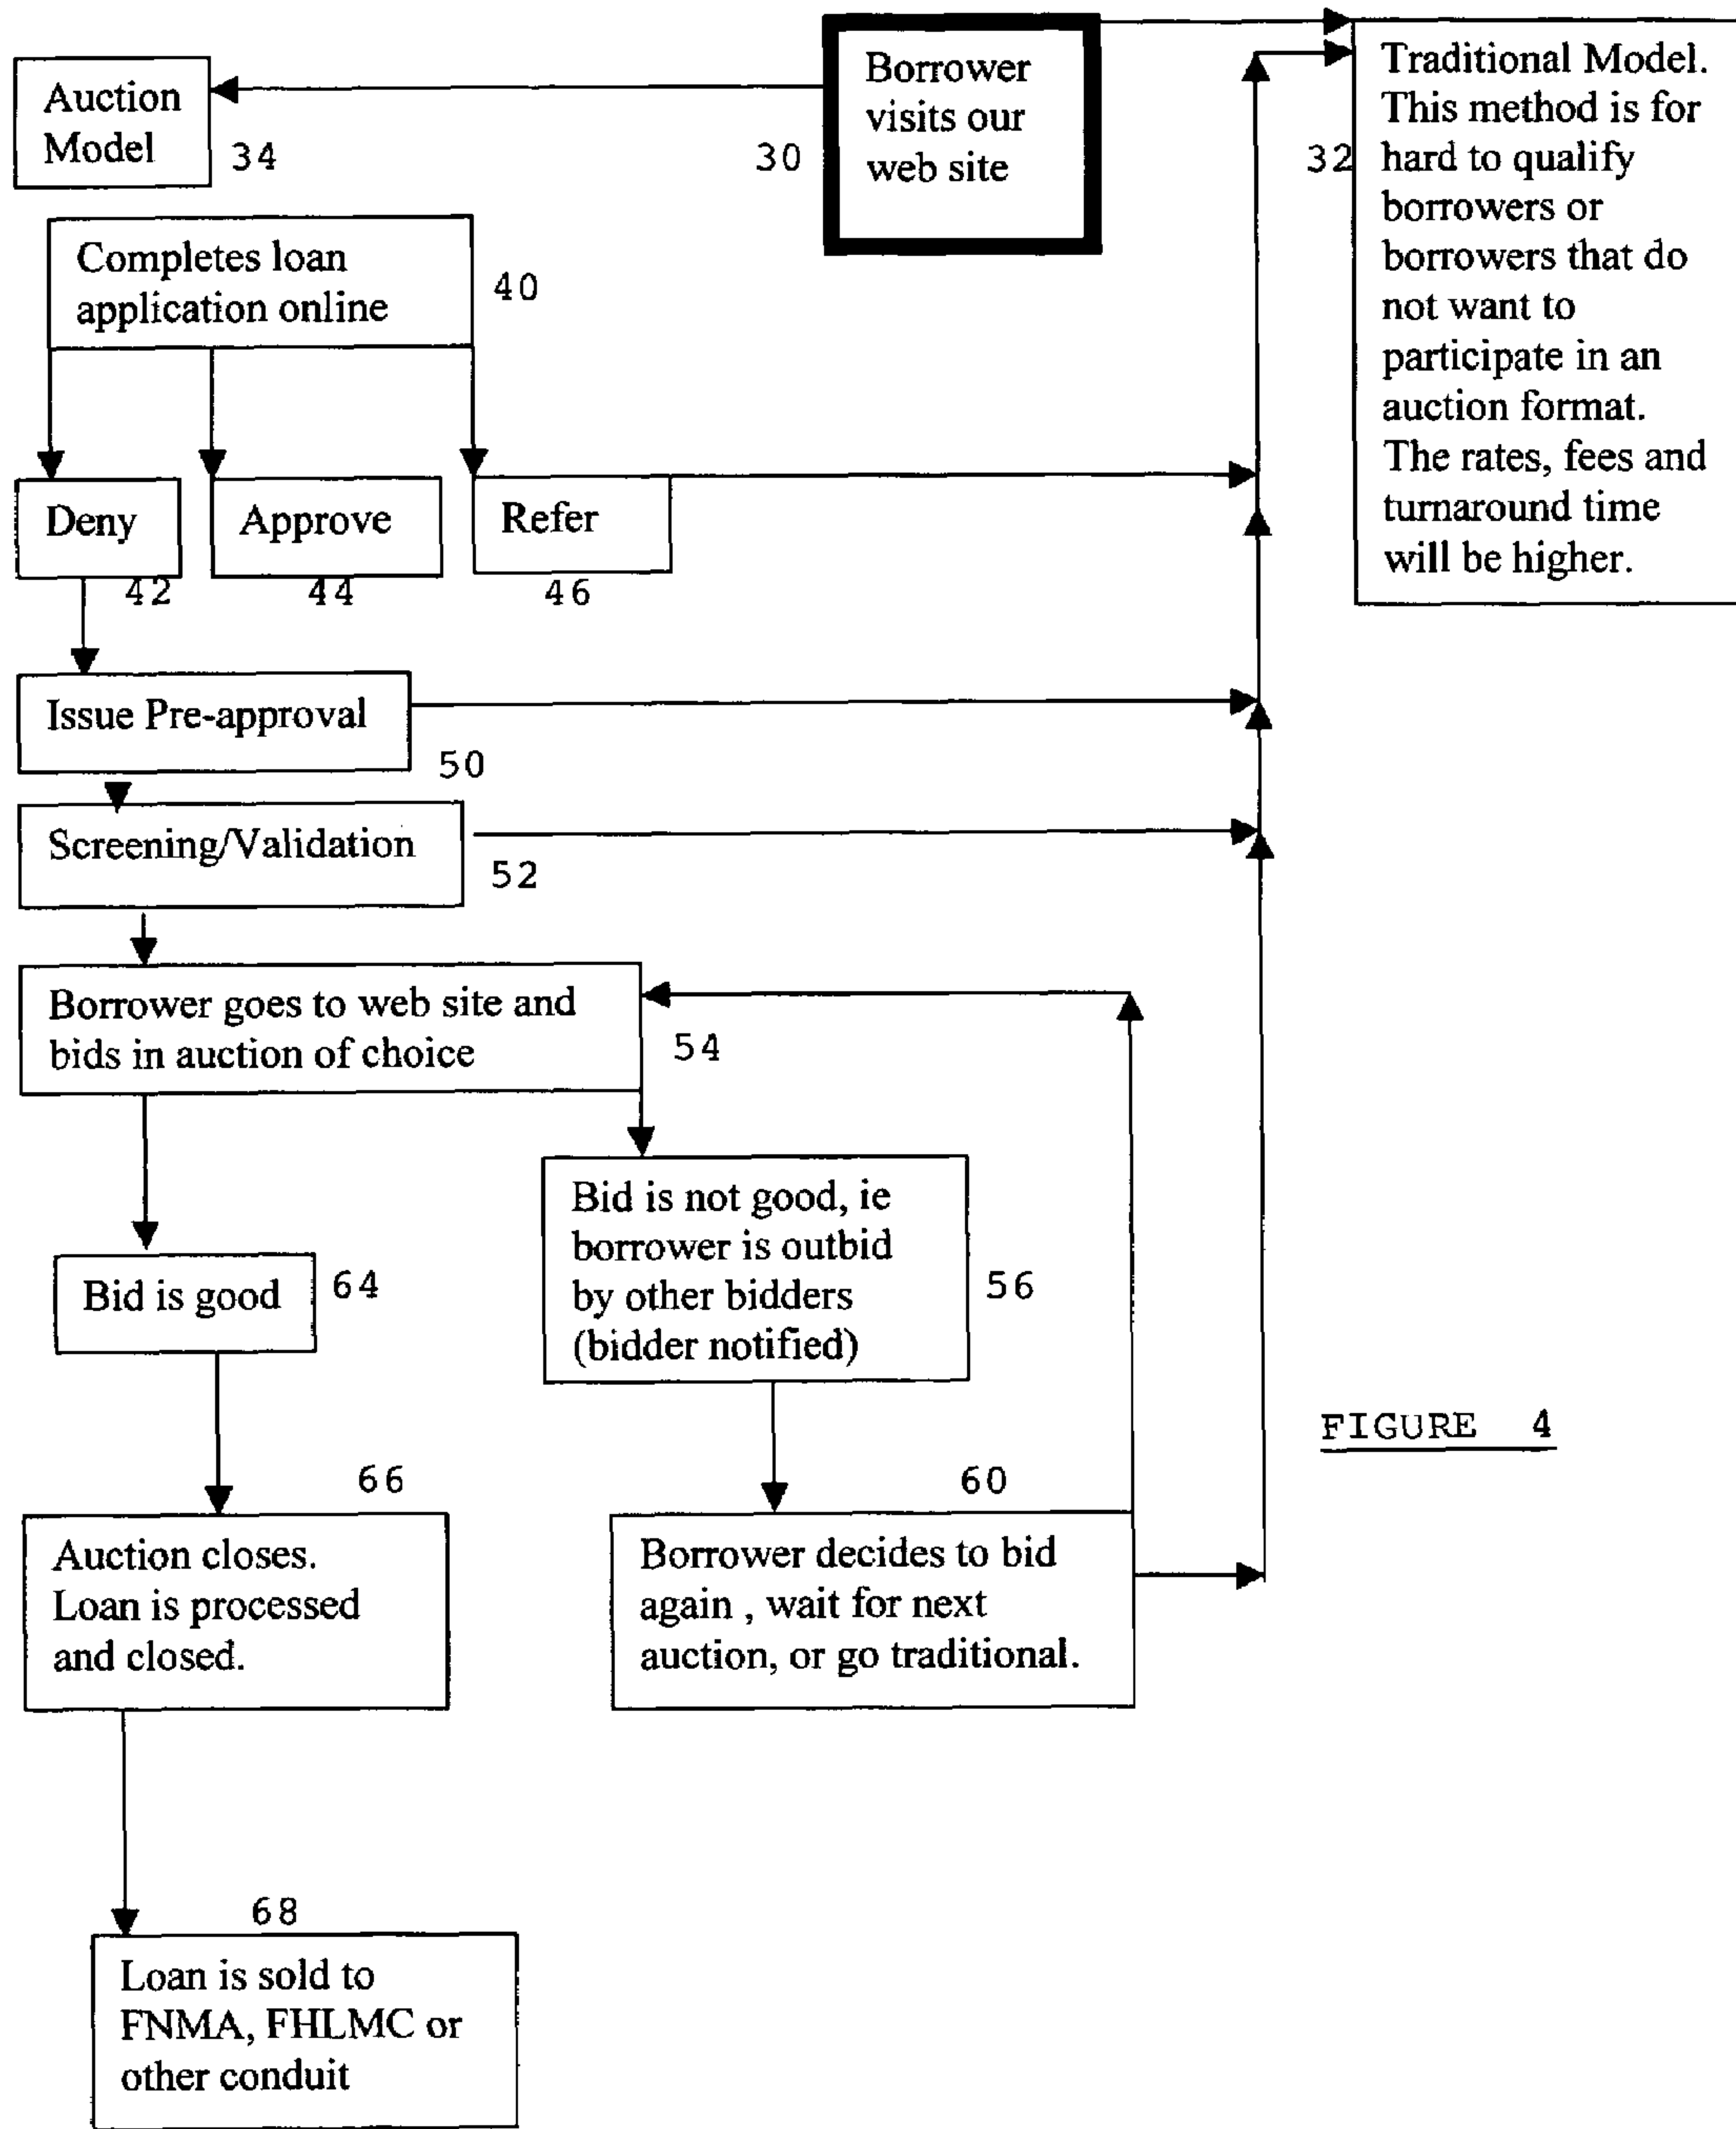 Borrower
visits our
web site
30
Auction
Model
34
Traditional Model.
This method is for
hard to qualify
borrowers or
borrowers that do
not want to
participate in an
auction format.
The rates, fees and
turnaround time
will be higher.
32
Completes loan
application online
40
Deny
42
Approve
44
Refer
46
Issue Pre-approval
50
Screening/Validation
52
Borrower goes to web site and
bids in auction of choice
54
Bid is not good, ie
borrower is outbid
by other bidders
(bidder notified)
56
Bid is good
64
66
Auction closes.
Loan is processed
and closed.
60
Borrower decides to bid
again , wait for next
auction, or go traditional.
FIGURE 4
68
Loan is sold to
FNMA, FHLMC or
other conduit